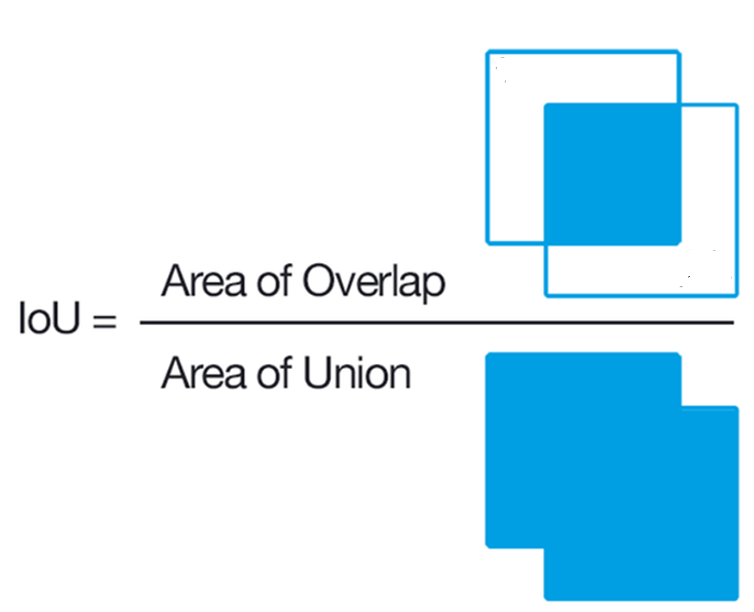 Area of Overlap
IoU =
Area of Union